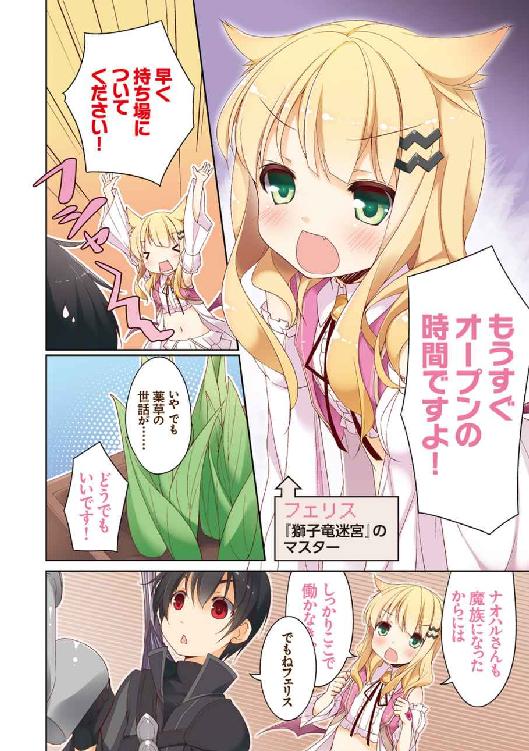 もうすぐ
オープンの
時間ですよ！
フェリス
『獅子竜迷宮』の
マスター
早く
持ち場に
ついて
ください！
プシャーん
いや でも
薬草の
世話が……
どうでも
いいです！
ナオハルさんも
魔族になった
からには
しっかりここで
働かなき
でもねフェリス